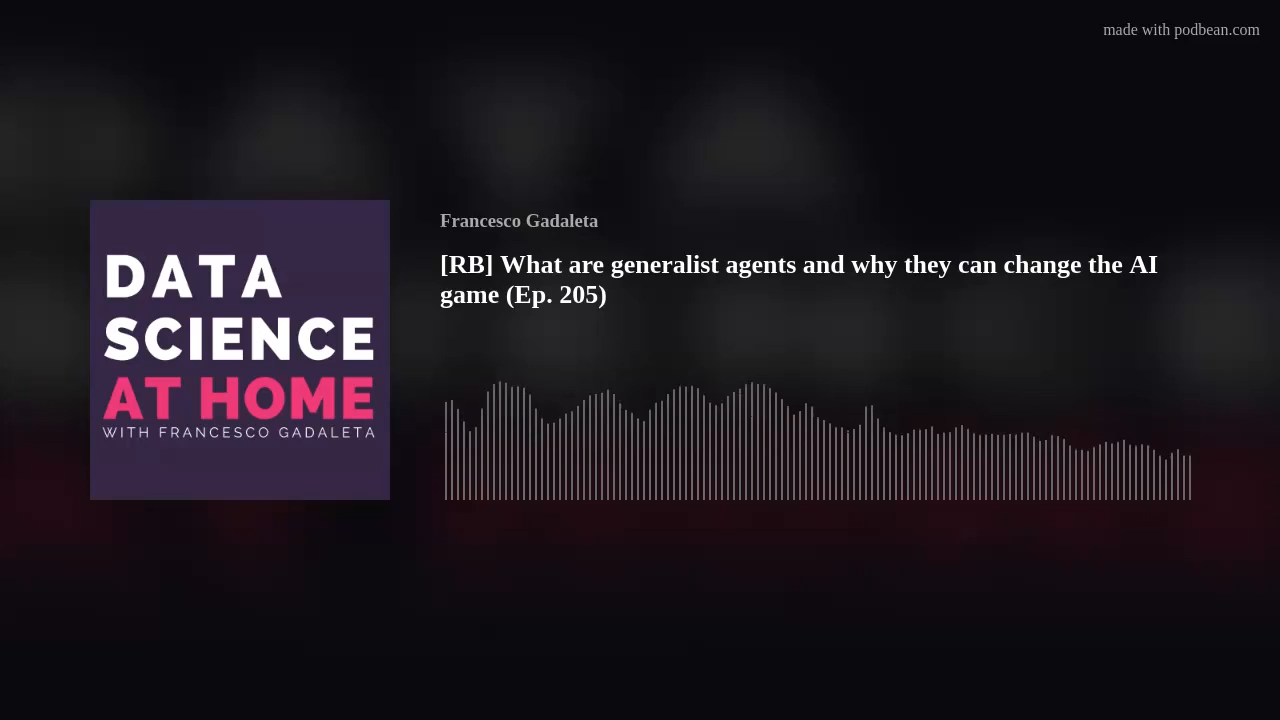 made with podbean.com
DATA
SCIENCE
AT HOME
WITH FRANCESCO GADALETA
Francesco Gadaleta
[RB] What are generalist agents and why they can change the AI
game (Ep. 205)